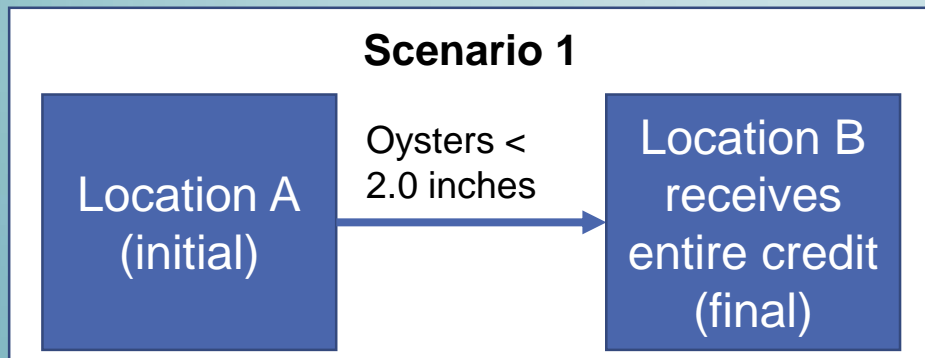 Scenario 1
Location A
(initial)
Oysters <
2.0 inches
Location B
receives
entire credit
(final)